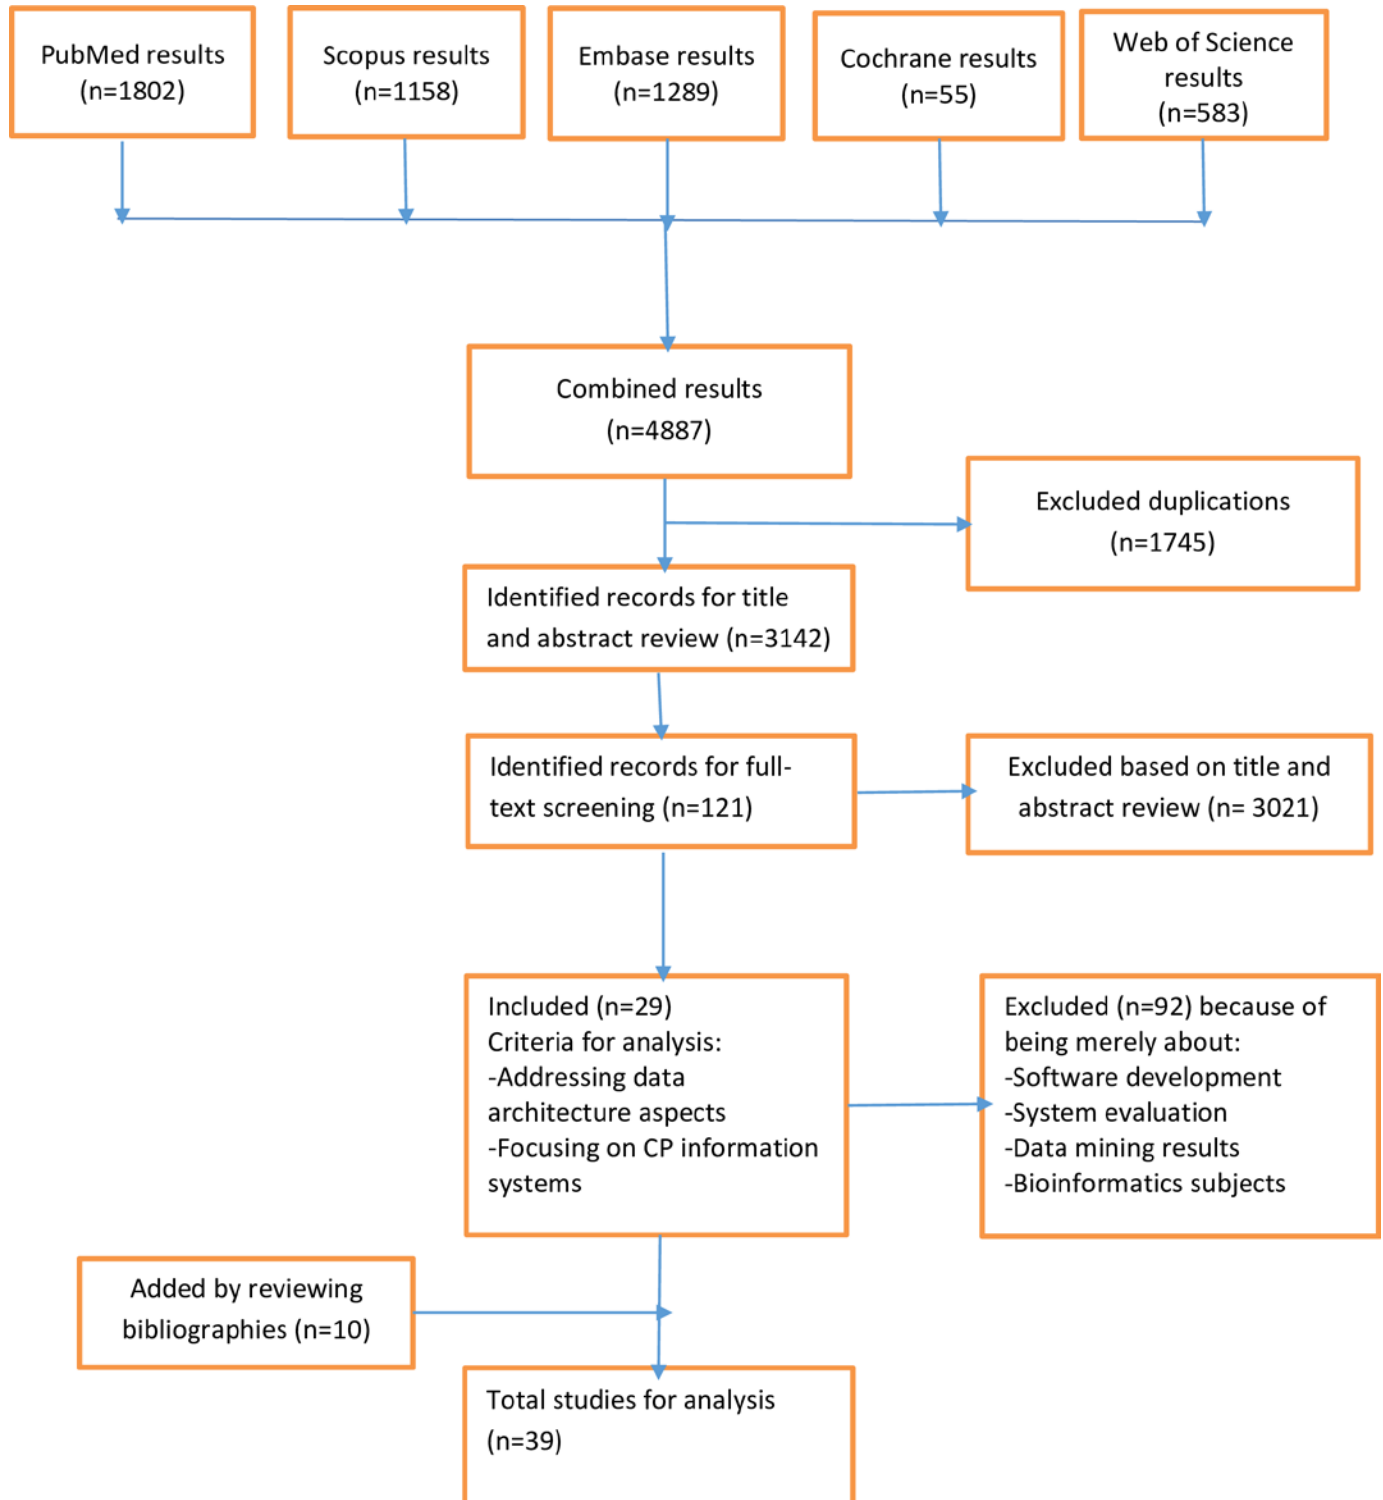 PubMed results
(n=1802)
Scopus results
(n=1158)
Embase results
(n=1289)
Cochrane results
(n=55)
Web of Science
results
(n=583)
Combined results
(n=4887)
Excluded duplications
(n=1745)
Identified records for title
and abstract review (n=3142)
Identified records for full-
text screening (n=121)
Excluded based on title and
abstract review (n= 3021)
Included (n=29)
Criteria for analysis:
-Addressing data
architecture aspects
-Focusing on CP information
systems
Excluded (n=92) because of
being merely about:
-Software development
-System evaluation
-Data mining results
-Bioinformatics subjects
Added by reviewing
bibliographies (n=10)
Total studies for analysis
(n=39)